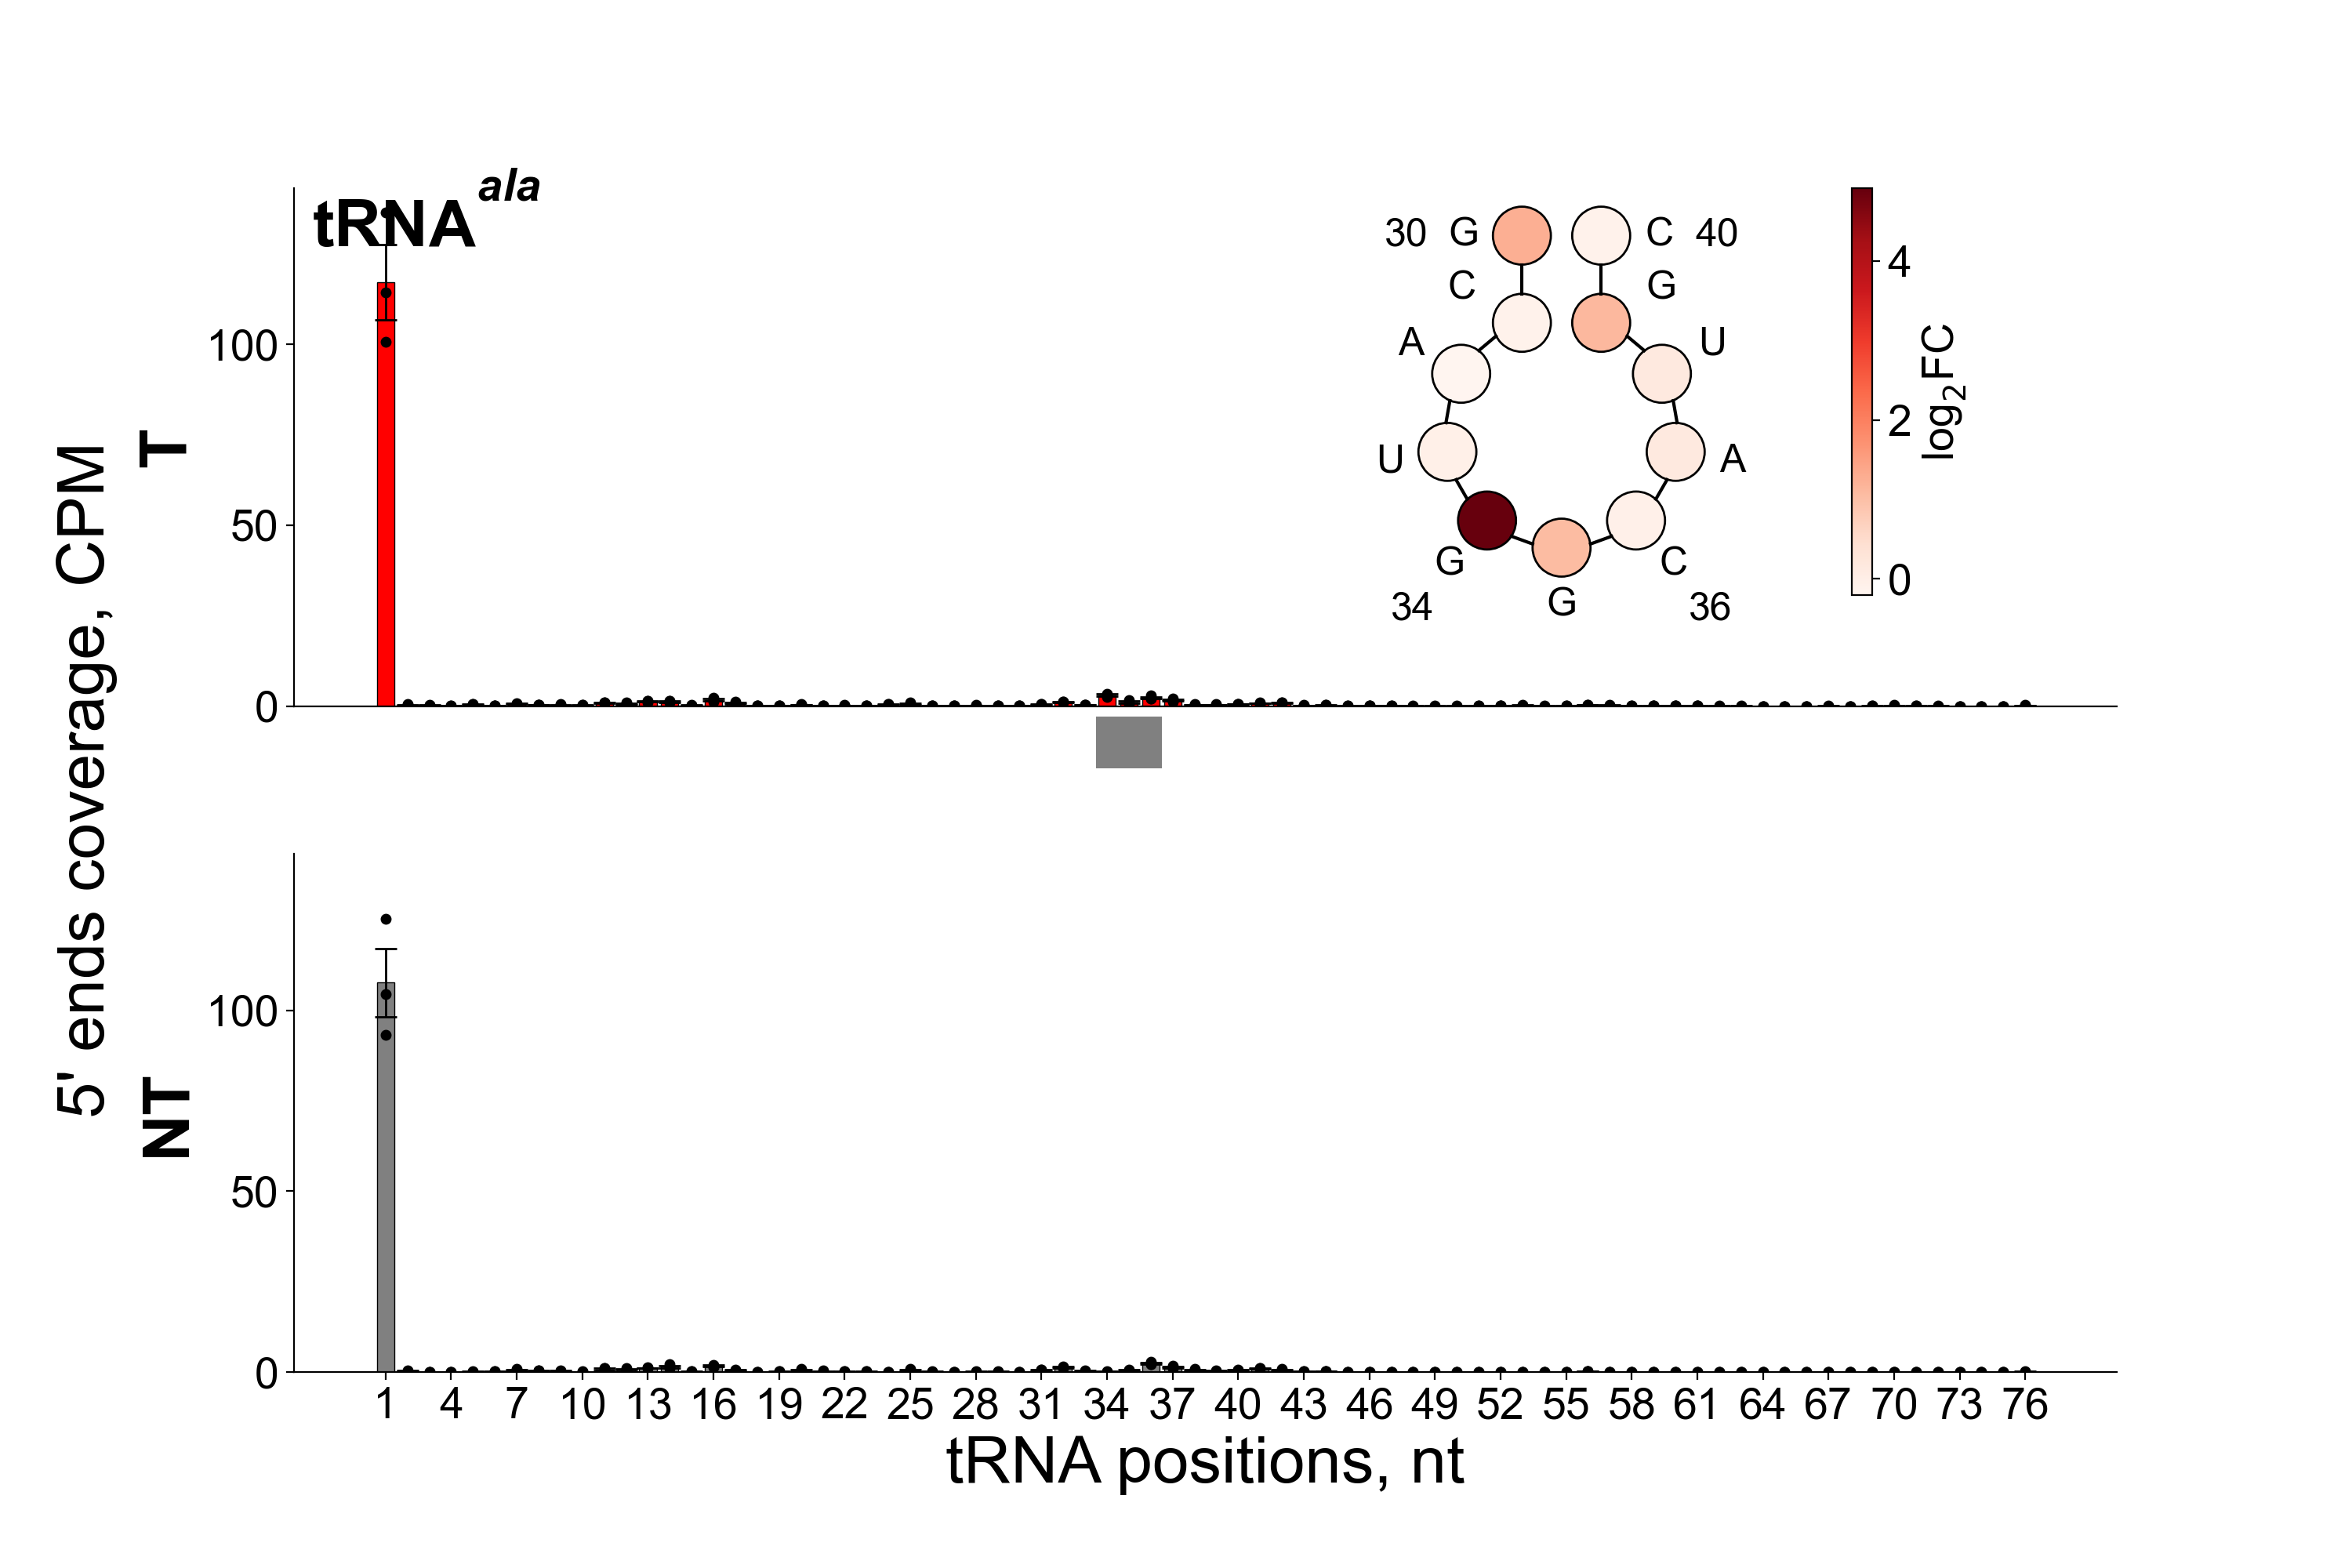 tRNA^ala
5' ends coverage, CPM
T
100
50
0
30 G C 40
C G
A U
U A
G C
G
34 36
4
2
0
log₂FC
NT
100
50
0
1 4 7 10 13 16 19 22 25 28 31 34 37 40 43 46 49 52 55 58 61 64 67 70 73 76
tRNA positions, nt